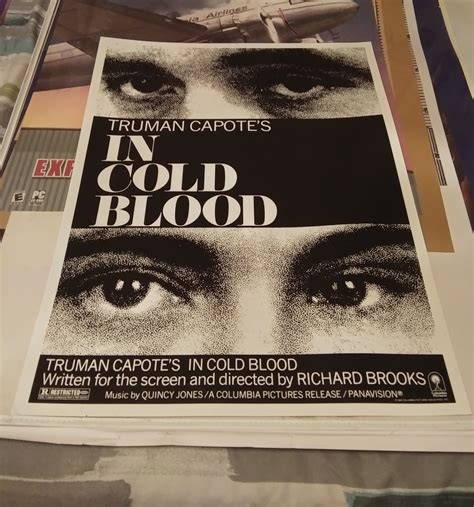 Airlines
EXP
E PC
TRUMAN CAPOTE'S
IN
COLD
BLOOD
TRUMAN CAPOTE'S IN COLD BLOOD
Written for the screen and directed by RICHARD BROOKS
R RESTRICTED
Music by QUINCY JONES/A COLUMBIA PICTURES RELEASE/PANAVISION®